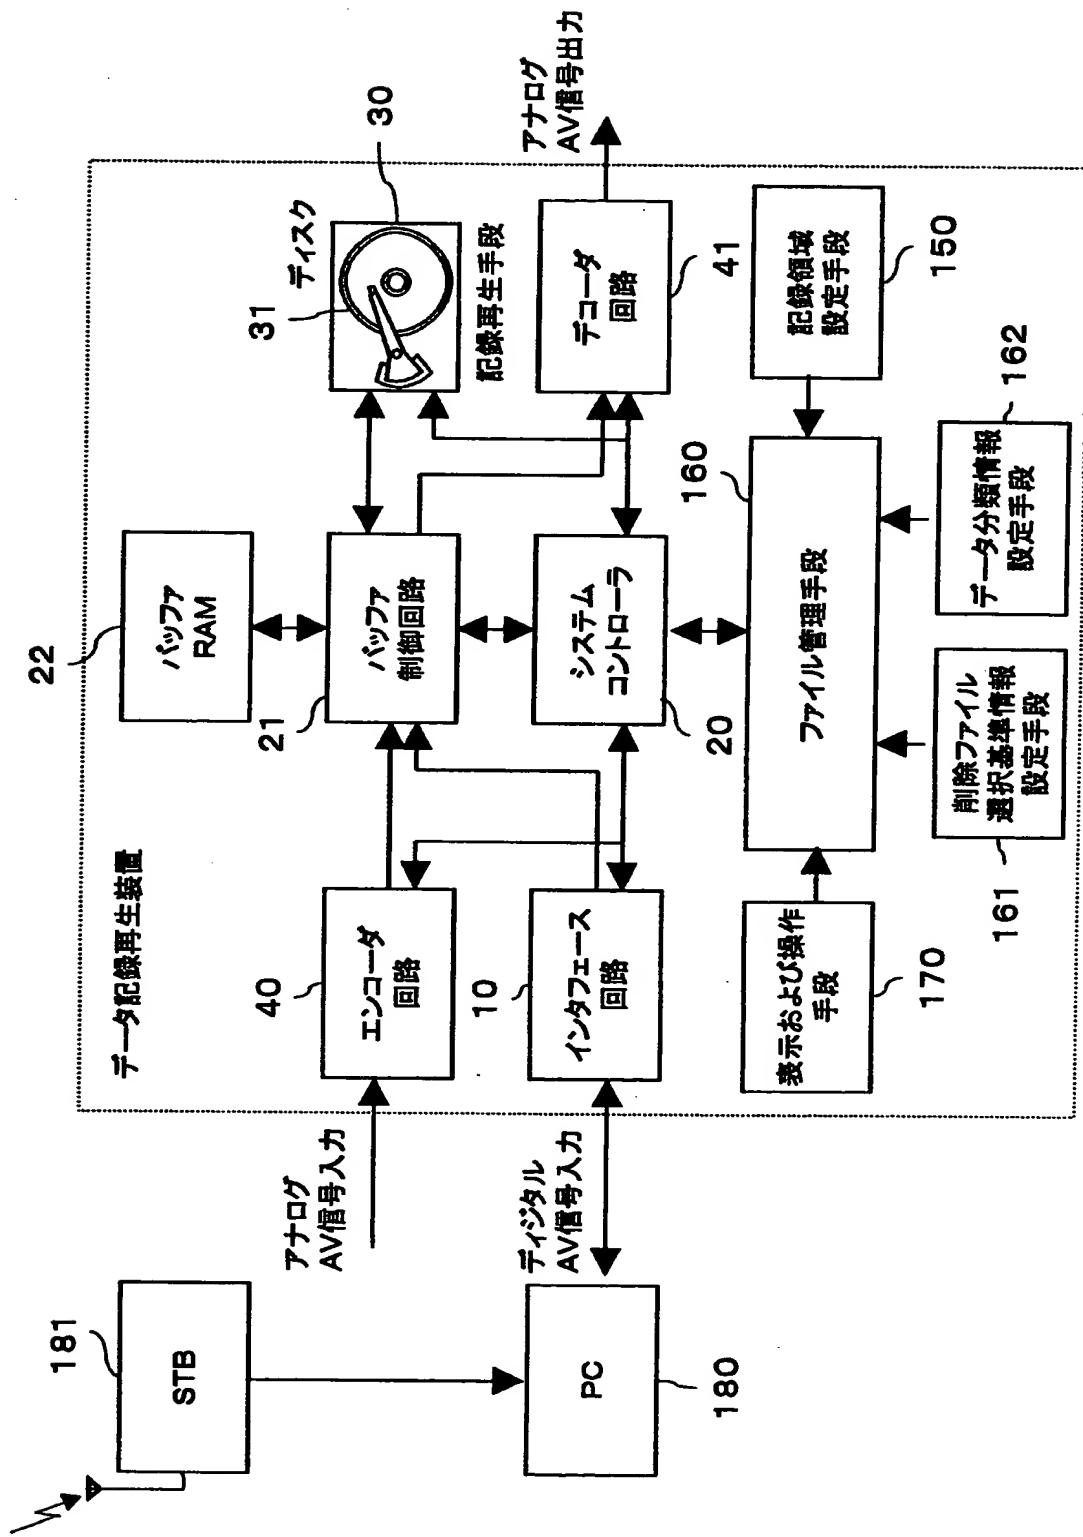 データ記録再生装置
181
STB
アナログ
AV信号入力
ディジタル
AV信号入力
PC
180
40
エンコーダ
回路
10
インタフェース
回路
表示および操作
手段
170
22
バッファ
RAM
21
バッファ
制御回路
システム
コントローラ
20
160
ファイル管理手段
削除ファイル
選択基準情報
設定手段
161
データ分類情報
設定手段
162
31
ディスク
30
記録再生手段
デコーダ
回路
41
アナログ
AV信号出力
記録領域
設定手段
150